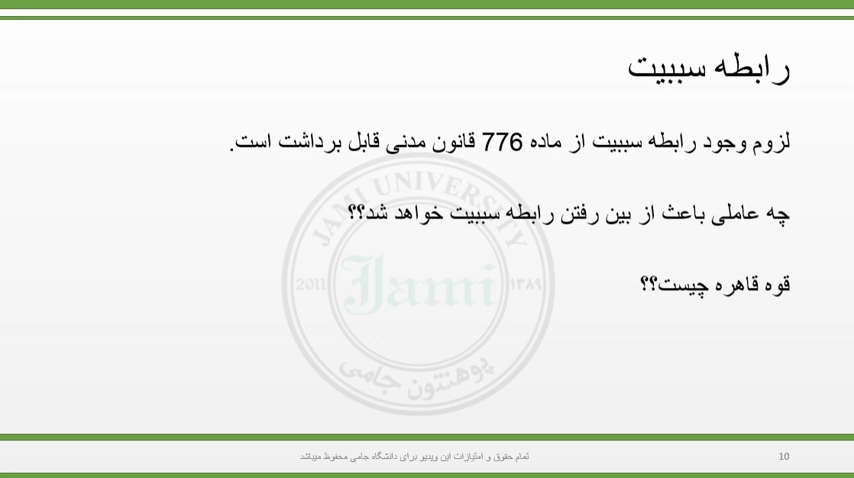 رابطه سببیت
لزوم وجود رابطه سببیت از ماده 776 قانون مدنی قابل برداشت است.
چه عاملی باعث از بین رفتن رابطه سببیت خواهد شد؟؟
قوه قاهره چیست؟؟
JAMI UNIVERSITY
2011 Jami ۱۳۸۹
پوهنتون جامی
تمام حقوق و امتیازات این ویدیو برای دانشگاه جامی محفوظ میباشد
10